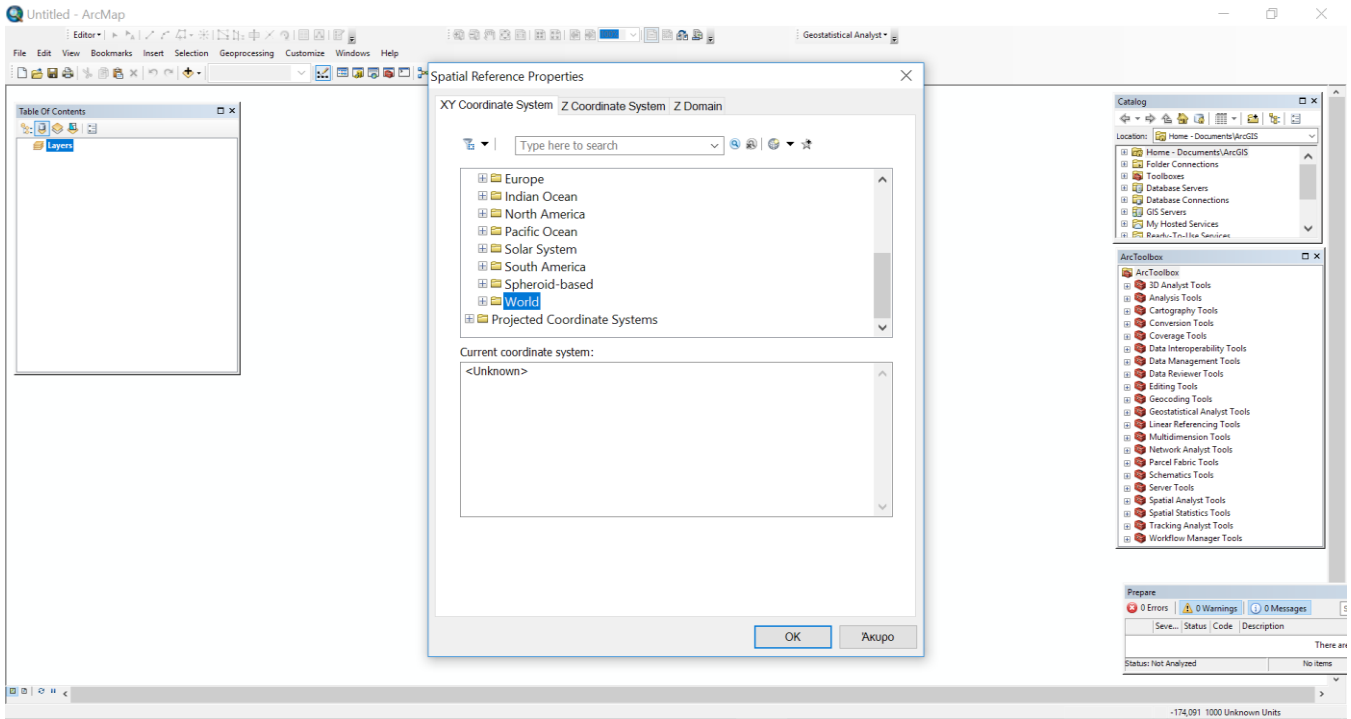 Untitled - ArcMap
Editor
Geostatistical Analyst
File Edit View Bookmarks Insert Selection Geoprocessing Customize Windows Help
Table Of Contents
Layers
Spatial Reference Properties
XY Coordinate System Z Coordinate System Z Domain
Type here to search
Europe
Indian Ocean
North America
Pacific Ocean
Solar System
South America
Spheroid-based
World
Projected Coordinate Systems
Current coordinate system:
<Unknown>
OK Άκυρο
Catalog
Location: Home - Documents\ArcGIS
Home - Documents\ArcGIS
Folder Connections
Toolboxes
Database Servers
Database Connections
GIS Servers
My Hosted Services
Ready-To-Use Services
ArcToolbox
ArcToolbox
3D Analyst Tools
Analysis Tools
Cartography Tools
Conversion Tools
Coverage Tools
Data Interoperability Tools
Data Management Tools
Data Reviewer Tools
Editing Tools
Geocoding Tools
Geostatistical Analyst Tools
Linear Referencing Tools
Multidimension Tools
Network Analyst Tools
Parcel Fabric Tools
Schematics Tools
Server Tools
Spatial Analyst Tools
Spatial Statistics Tools
Tracking Analyst Tools
Workflow Manager Tools
Prepare
0 Errors 0 Warnings 0 Messages
Seve... Status Code Description
There are
Status: Not Analyzed No items
-174,091 1000 Unknown Units